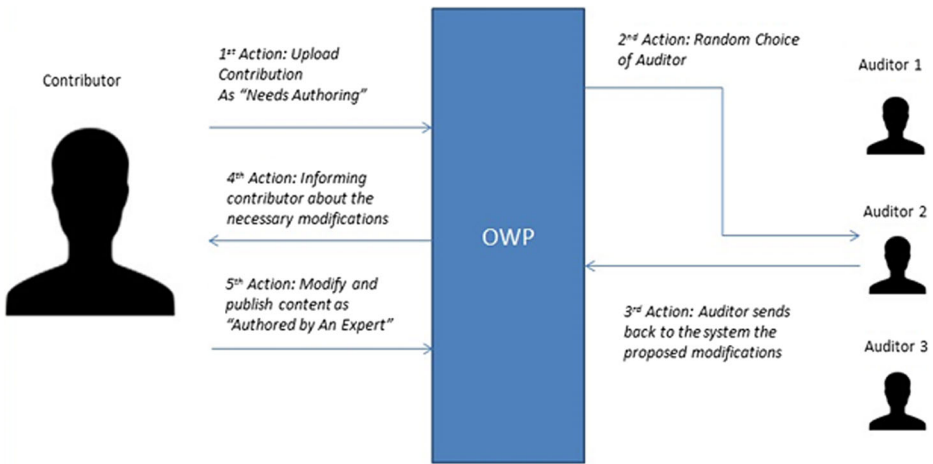 Contributor
1st Action: Upload
Contribution
As “Needs Authoring”
4th Action: Informing
contributor about the
necessary modifications
5th Action: Modify and
publish content as
“Authored by An Expert”
OWP
2nd Action: Random Choice
of Auditor
3rd Action: Auditor sends
back to the system the
proposed modifications
Auditor 1
Auditor 2
Auditor 3